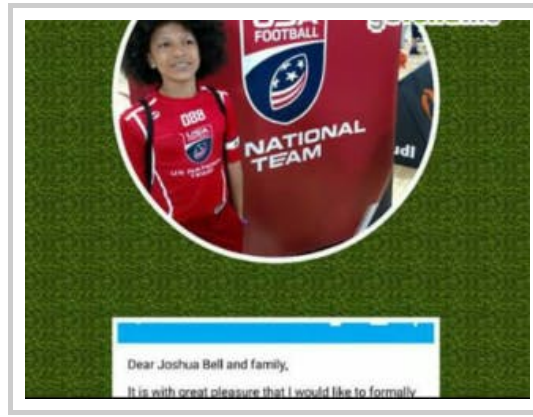 USA
FOOTBALL
NATIONAL
TEAM
udl
088
USA
Dear Joshua Bell and family,
It is with great pleasure that I would like to formally